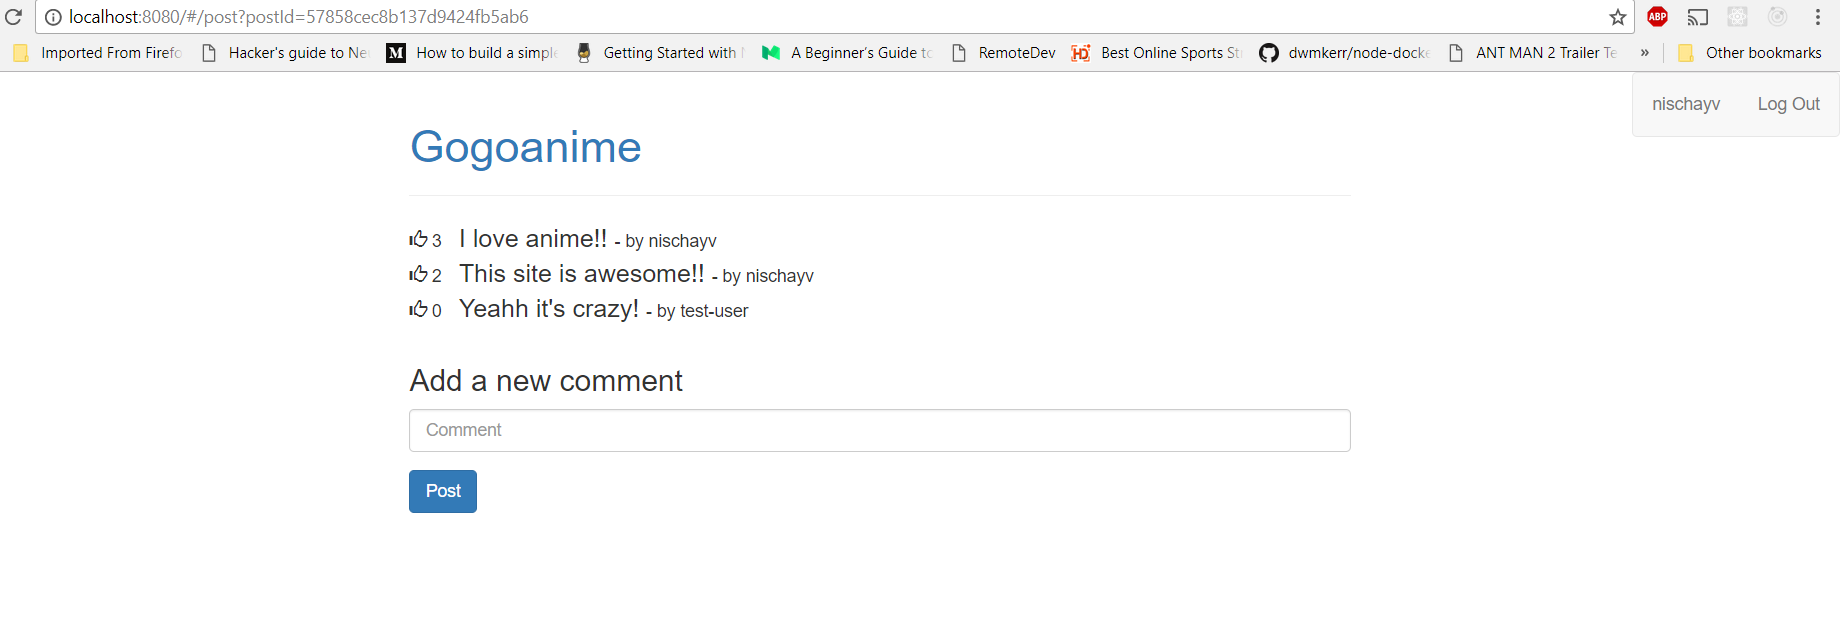 localhost:8080/#/post?postId=57858cec8b137d9424fb5ab6
ABP
Imported From Firefo Hacker's guide to Neu M How to build a simple Getting Started with A Beginner's Guide to RemoteDev HD Best Online Sports St dwmkerr/node-docke ANT MAN 2 Trailer Te » Other bookmarks
nischayv Log Out
Gogoanime
3 I love anime!! - by nischayv
2 This site is awesome!! - by nischayv
0 Yeahh it's crazy! - by test-user
Add a new comment
Comment
Post